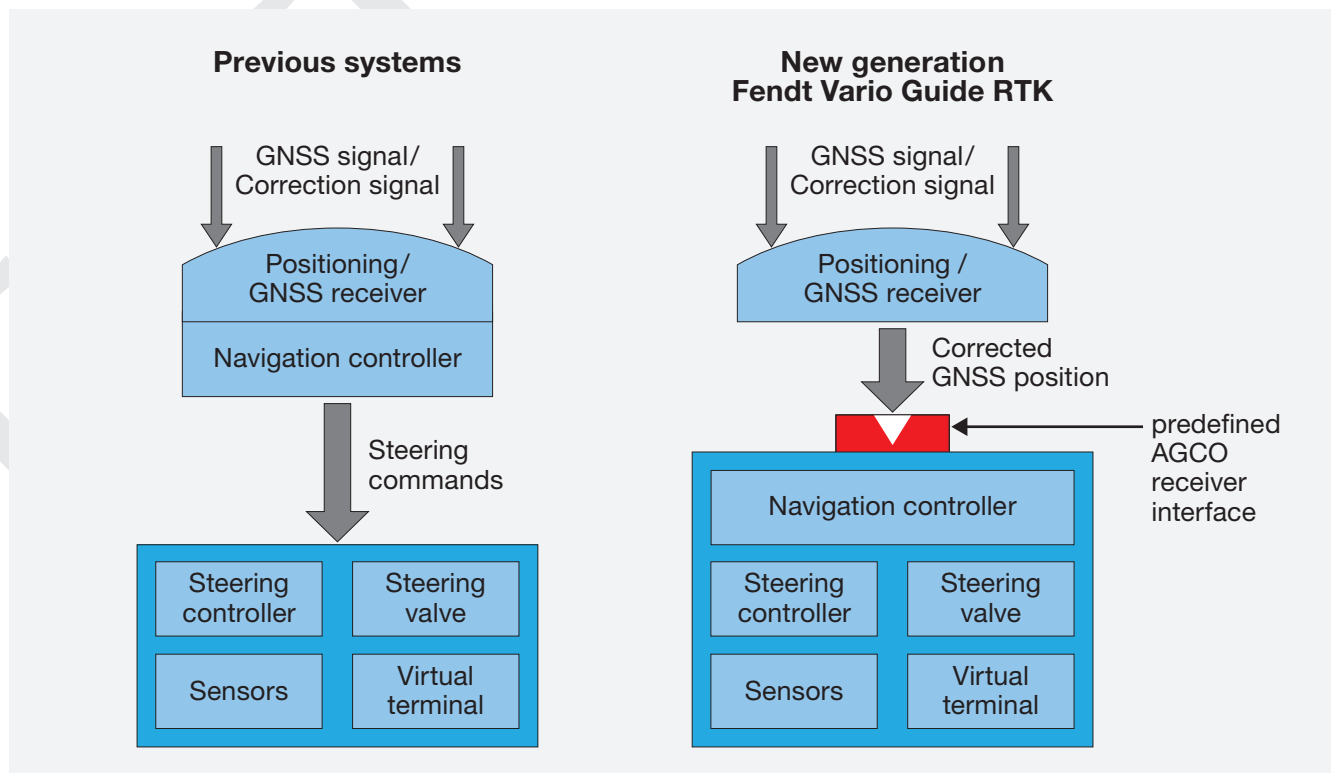 Previous systems
GNSS signal/
Correction signal
Positioning/
GNSS receiver
Navigation controller
Steering
commands
Steering
controller
Steering
valve
Sensors
Virtual
terminal
New generation
Fendt Vario Guide RTK
GNSS signal/
Correction signal
Positioning /
GNSS receiver
Corrected
GNSS position
predefined
AGCO
receiver
interface
Navigation controller
Steering
controller
Steering
valve
Sensors
Virtual
terminal